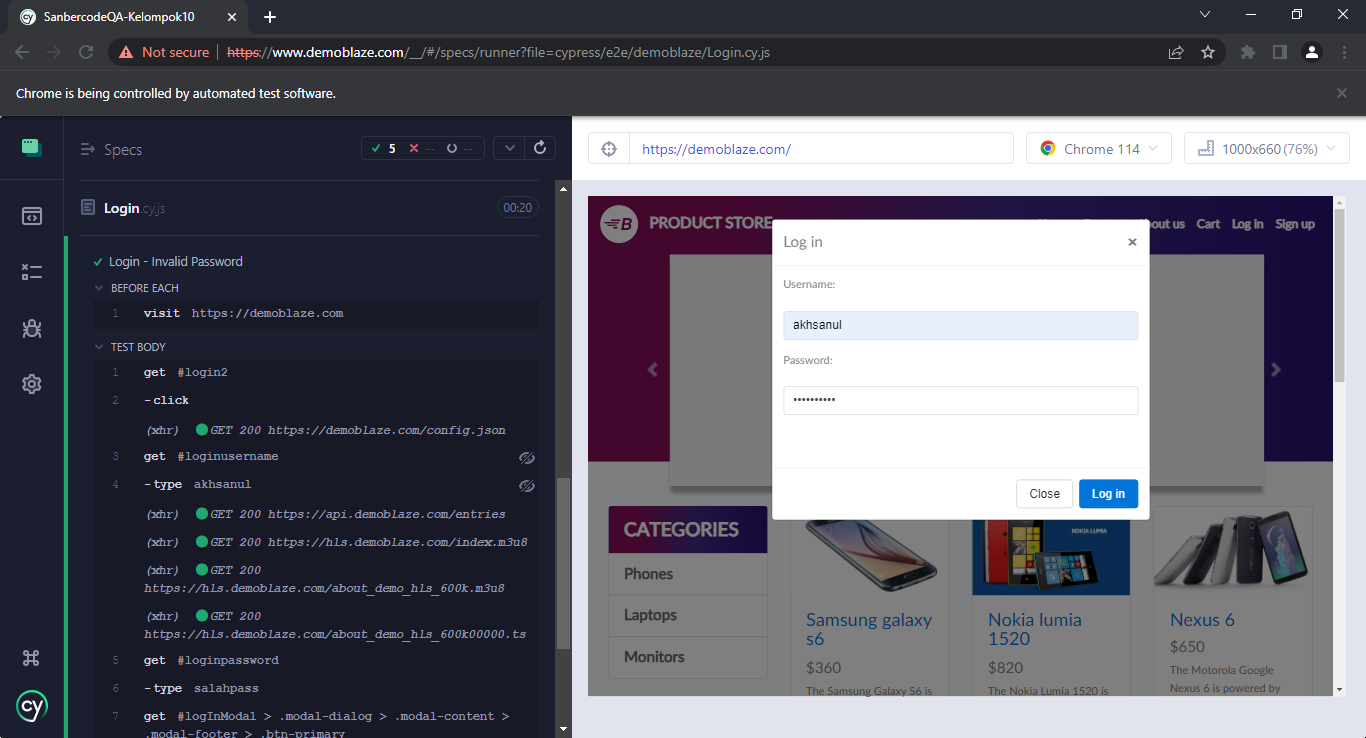 SanbercodeQA-Kelompok10
Not secure
https://www.demoblaze.com/__/#/specs/runner?file=cypress/e2e/demoblaze/Login.cy.js
Chrome is being controlled by automated test software.
Specs
5 -- --
Login.cy.js 00:20
Login - Invalid Password
BEFORE EACH
1 visit https://demoblaze.com
TEST BODY
1 get #login2
2 -click
(xhr) GET 200 https://demoblaze.com/config.json
3 get #loginusername
4 -type akhsanul
(xhr) GET 200 https://api.demoblaze.com/entries
(xhr) GET 200 https://hls.demoblaze.com/index.m3u8
(xhr) GET 200
https://hls.demoblaze.com/about_demo_hls_600k.m3u8
(xhr) GET 200
https://hls.demoblaze.com/about_demo_hls_600k00000.ts
5 get #loginpassword
6 -type salahpass
7 get #logInModal > .modal-dialog > .modal-content >
.modal-footer > .btn-primary
cy
https://demoblaze.com/
Chrome 114
1000x660 (76%)
B
PRODUCT STORE
out us Cart Log in Sign up
Log in ×
Username:
akhsanul
Password:
••••••••••
Close Log in
CATEGORIES
Phones
Laptops
Monitors
Samsung galaxy
s6
$360
The Samsung Galaxy S6 is
NOKIA LUMIA
Nokia lumia
1520
$820
The Nokia Lumia 1520 is
Nexus 6
$650
The Motorola Google
Nexus 6 is powered by